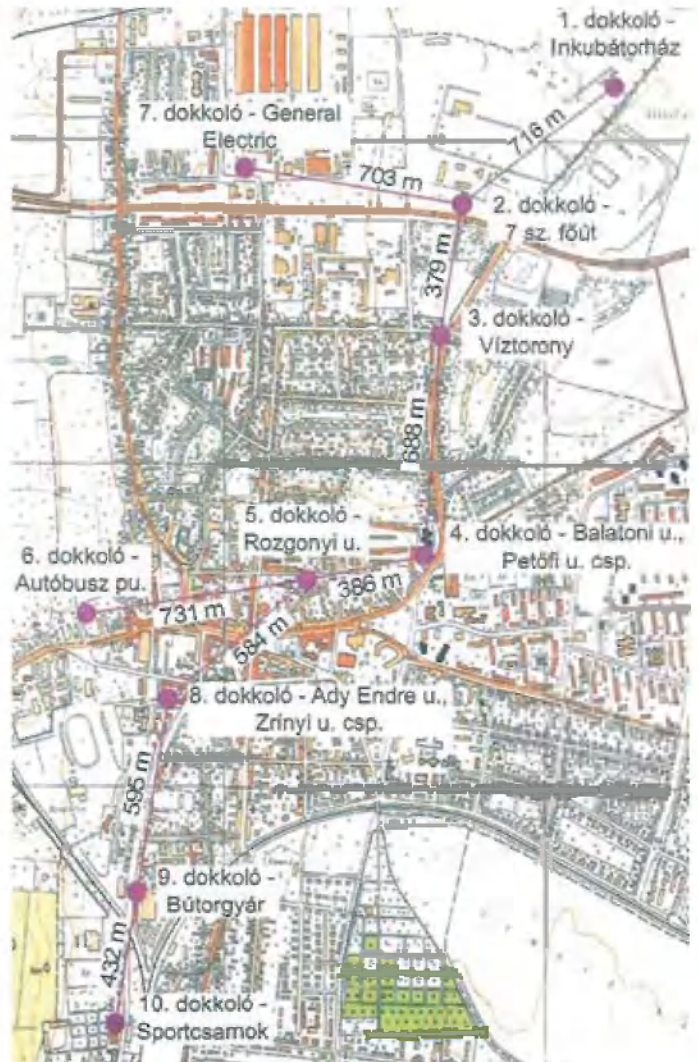 1. dokkoló -
Inkubátorház
7. dokkoló - General
Electric
716 m
703 m
2. dokkoló -
7 sz. főút
379 m
3. dokkoló -
Víztorony
688 m
5. dokkoló -
Rozgonyi u.
4. dokkoló - Balatoni u.,
Petőfi u. csp.
6. dokkoló -
Autóbusz pu.
386 m
731 m
584 m
8. dokkoló - Ady Endre u.,
Zrínyi u. csp.
595 m
9. dokkoló -
Bútorgyár
432 m
10. dokkoló -
Sportcsarnok